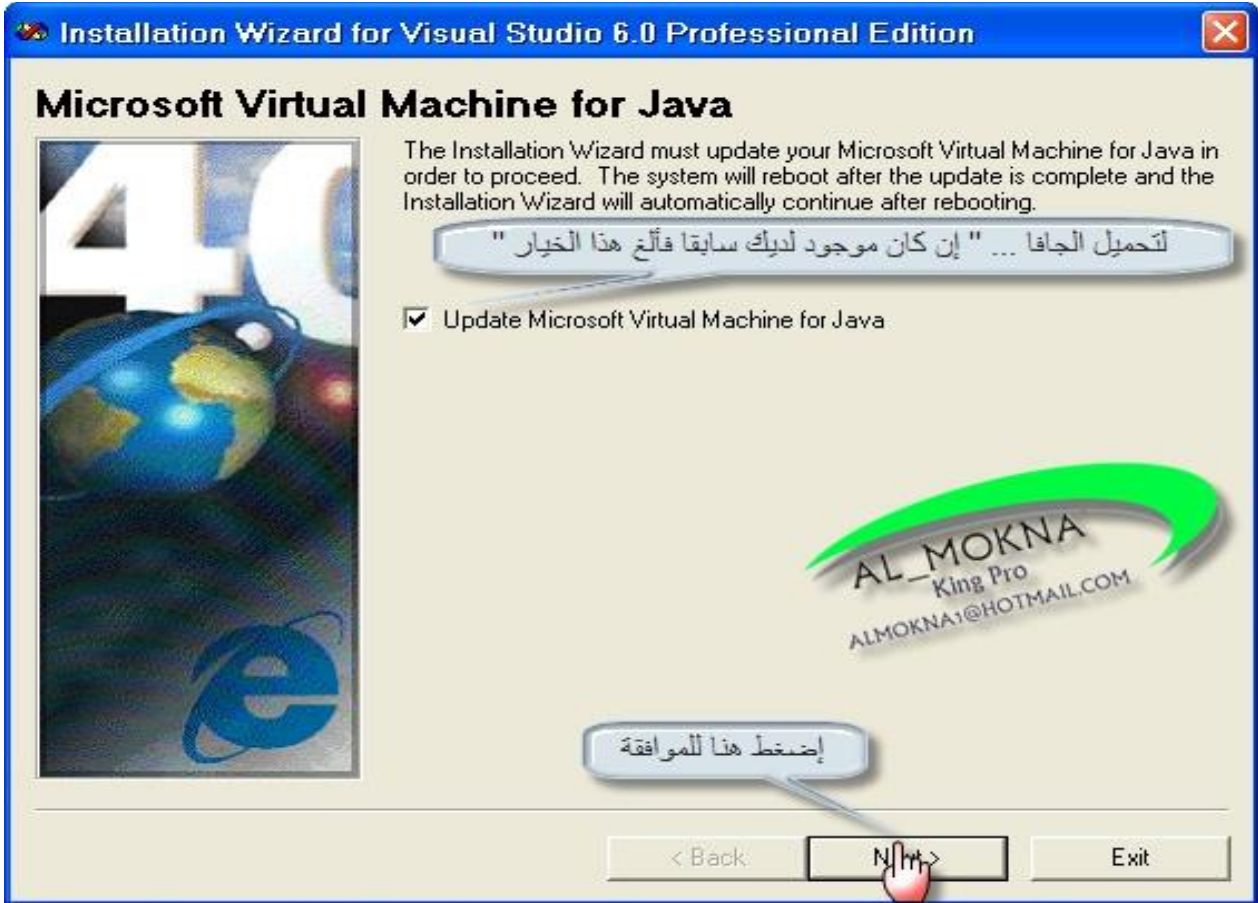 Installation Wizard for Visual Studio 6.0 Professional Edition
Microsoft Virtual Machine for Java
40
The Installation Wizard must update your Microsoft Virtual Machine for Java in
order to proceed. The system will reboot after the update is complete and the
Installation Wizard will automatically continue after rebooting.
لتحميل الجافا ... " إن كان موجود لديك سابقا فألغ هذا الخيار "
Update Microsoft Virtual Machine for Java
AL_MOKNA
King Pro
ALMOKNA1@HOTMAIL.COM
إضغط هنا للموافقة
< Back
Next >
Exit